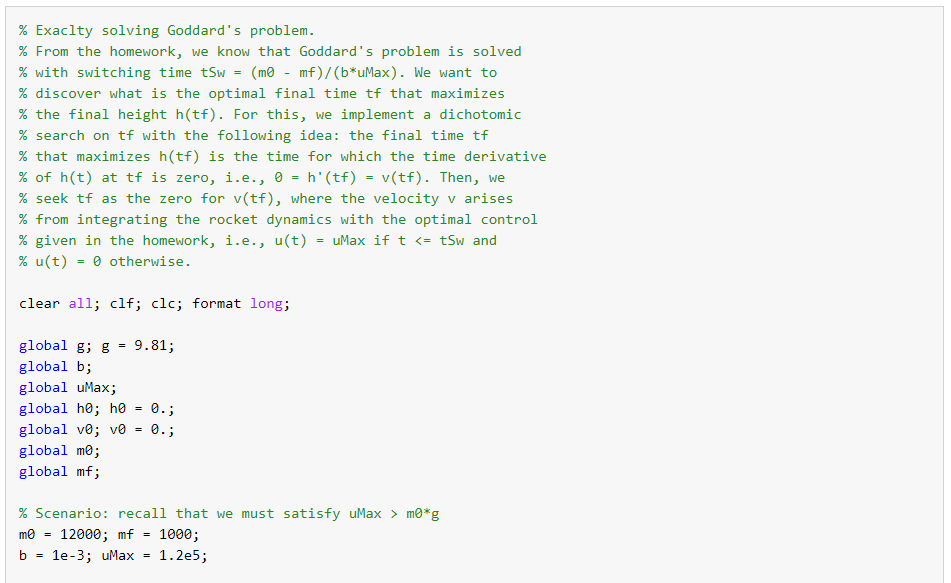 % Exaclty solving Goddard's problem.
% From the homework, we know that Goddard's problem is solved
% with switching time tSw = (m0 - mf)/(b*uMax). We want to
% discover what is the optimal final time tf that maximizes
% the final height h(tf). For this, we implement a dichotomic
% search on tf with the following idea: the final time tf
% that maximizes h(tf) is the time for which the time derivative
% of h(t) at tf is zero, i.e., 0 = h'(tf) = v(tf). Then, we
% seek tf as the zero for v(tf), where the velocity v arises
% from integrating the rocket dynamics with the optimal control
% given in the homework, i.e., u(t) = uMax if t <= tSw and
% u(t) = 0 otherwise.
clear all; clf; clc; format long;
global g; g = 9.81;
global b;
global uMax;
global h0; h0 = 0.;
global v0; v0 = 0.;
global m0;
global mf;
% Scenario: recall that we must satisfy uMax > m0*g
m0 = 12000; mf = 1000;
b = 1e-3; uMax = 1.2e5;